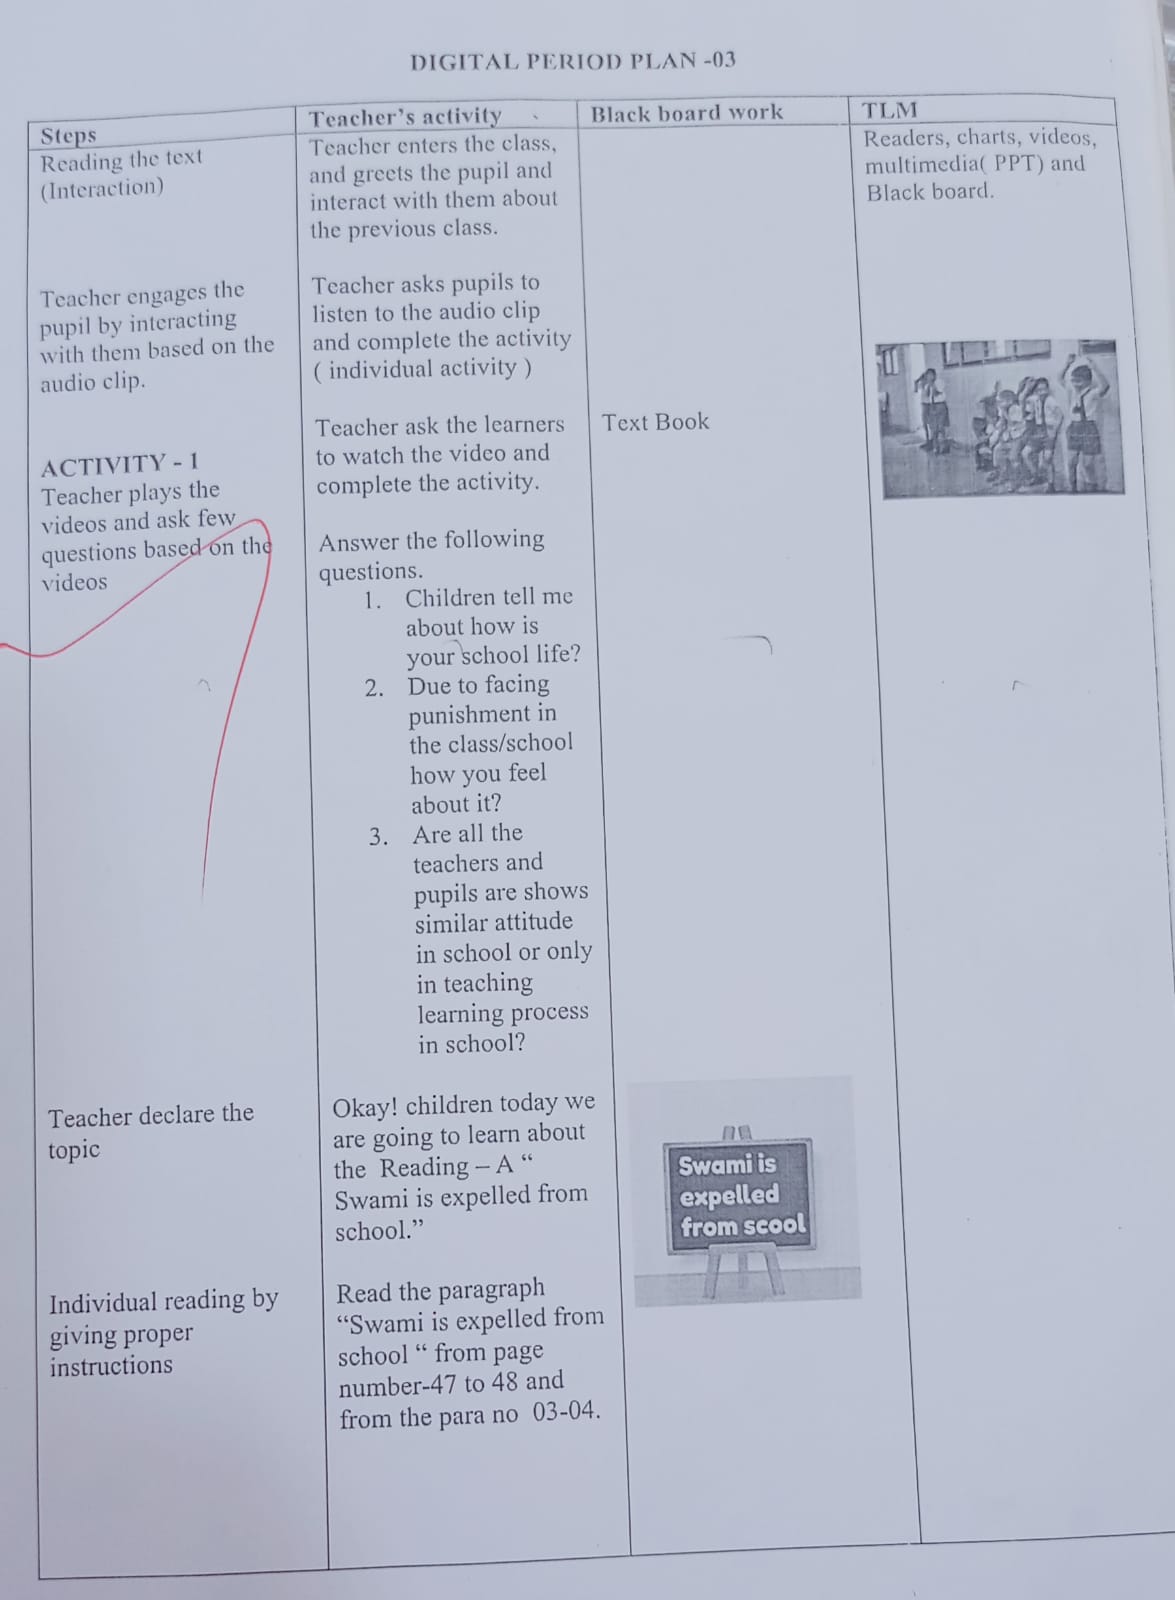 DIGITAL PERIOD PLAN -03
Steps
Teacher's activity
Black board work
TLM
Reading the text
(Interaction)
Teacher enters the class,
and greets the pupil and
interact with them about
the previous class.
Readers, charts, videos,
multimedia( PPT) and
Black board.
Teacher engages the
pupil by interacting
with them based on the
audio clip.
Teacher asks pupils to
listen to the audio clip
and complete the activity
( individual activity )
ACTIVITY - 1
Teacher plays the
videos and ask few
questions based on the
videos
Teacher ask the learners
to watch the video and
complete the activity.
Text Book
Answer the following
questions.
1. Children tell me
about how is
your school life?
2. Due to facing
punishment in
the class/school
how you feel
about it?
3. Are all the
teachers and
pupils are shows
similar attitude
in school or only
in teaching
learning process
in school?
Teacher declare the
topic
Okay! children today we
are going to learn about
the Reading – A “
Swami is expelled from
school.”
Swami is
expelled
from scool
Individual reading by
giving proper
instructions
Read the paragraph
“Swami is expelled from
school “ from page
number-47 to 48 and
from the para no 03-04.